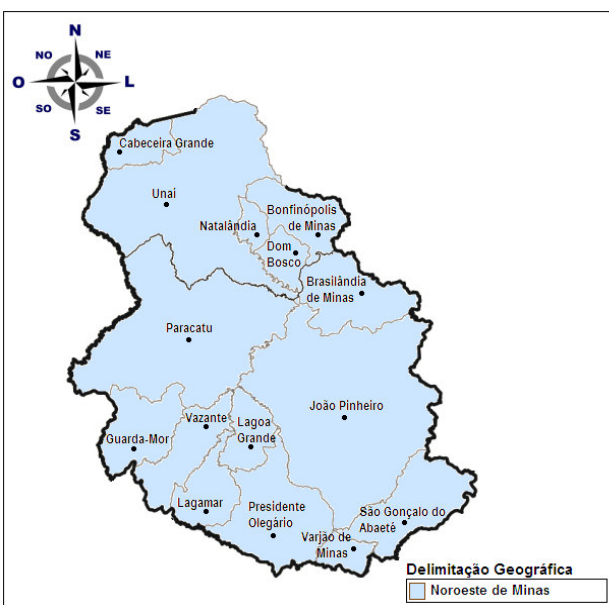 N
NO
NE
O
L
SO
SE
S
Cabeceira Grande
Unaí
Bonfinópolis
de Minas
Natalândia
Dom
Bosco
Brasilândia
de Minas
Paracatu
João Pinheiro
Vazante
Lagoa
Grande
Guarda-Mor
Lagamar
Presidente
Olegário
São Gonçalo do
Abaeté
Varjão de
Minas
Delimitação Geográfica
Noroeste de Minas